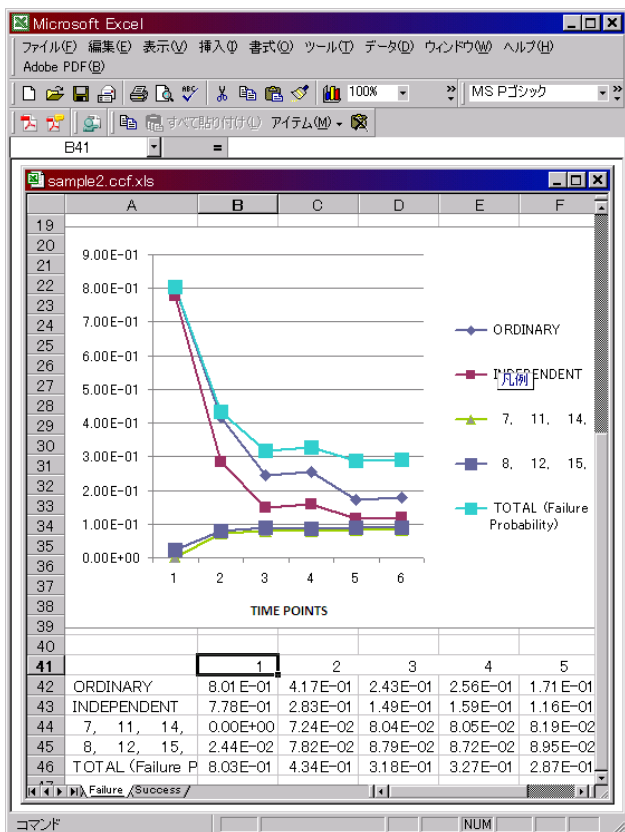 Microsoft Excel
ファイル(F) 編集(E) 表示(V) 挿入(I) 書式(O) ツール(T) データ(D) ウィンドウ(W) ヘルプ(H)
Adobe PDF(B)
100% » MS Pゴシック »
すべて貼り付け(L) アイテム(M)
B41 =
sample2.ccf.xls
A B C D E F
19
20
21
22
23
24
25
26
27
28
29
30
31
32
33
34
35
36
37
38
39
40
9.00E-01
8.00E-01
7.00E-01
6.00E-01
5.00E-01
4.00E-01
3.00E-01
2.00E-01
1.00E-01
0.00E+00
1 2 3 4 5 6
TIME POINTS
ORDINARY
INDEPENDENT
凡例
7, 11, 14,
8, 12, 15,
TOTAL (Failure
Probability)
41 1 2 3 4 5
42 ORDINARY 8.01E-01 4.17E-01 2.43E-01 2.56E-01 1.71E-01
43 INDEPENDENT 7.78E-01 2.83E-01 1.49E-01 1.59E-01 1.16E-01
44 7, 11, 14, 0.00E+00 7.24E-02 8.04E-02 8.05E-02 8.19E-02
45 8, 12, 15, 2.44E-02 7.82E-02 8.79E-02 8.72E-02 8.95E-02
46 TOTAL (Failure P 8.03E-01 4.34E-01 3.18E-01 3.27E-01 2.87E-01
Failure Success
コマンド NUM